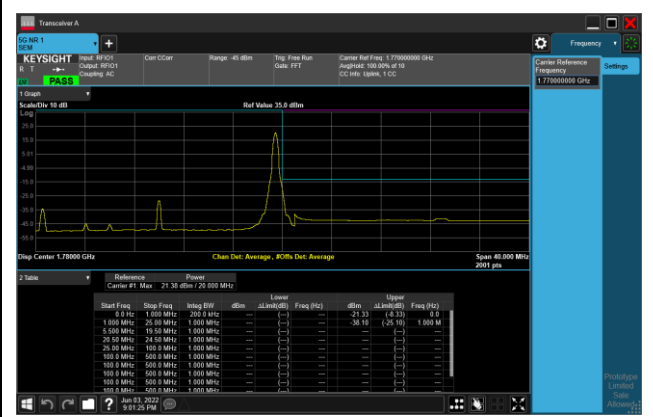 Transceiver A
5G NR 1
SEM
Frequency
KEYSIGHT
R T
PASS
Input: RFIO1
Output: RFIO1
Coupling: AC
Corr CCorr
Range: -45 dBm
Trig: Free Run
Gate: FFT
Carrier Ref Freq: 1.770000000 GHz
Avg|Hold: 100.00% of 10
CC Info: Uplink, 1 CC
Carrier Reference
Frequency
1.770000000 GHz
Settings
1 Graph
Scale/Div 10 dB
Ref Value 35.0 dBm
Log
25.0
15.0
5.01
-4.99
-15.0
-25.0
-35.0
-45.0
-55.0
Disp Center 1.78000 GHz
Chan Det: Average , #Offs Det: Average
Span 40.000 MHz
2001 pts
2 Table
Reference Power
Carrier #1 Max 21.38 dBm / 20.000 MHz
Lower Upper
Start Freq Stop Freq Integ BW dBm ΔLimit(dB) Freq (Hz) dBm ΔLimit(dB) Freq (Hz)
0.0 Hz 1.000 MHz 200.0 kHz --- (---) --- -21.33 (-8.33) 0.0
1.000 MHz 25.00 MHz 1.000 MHz --- (---) --- -38.10 (-25.10) 1.000 M
5.500 MHz 19.50 MHz 1.000 MHz --- (---) --- --- (---) ---
20.50 MHz 24.50 MHz 1.000 MHz --- (---) --- --- (---) ---
25.00 MHz 100.0 MHz 1.000 MHz --- (---) --- --- (---) ---
100.0 MHz 500.0 MHz 1.000 MHz --- (---) --- --- (---) ---
100.0 MHz 500.0 MHz 1.000 MHz --- (---) --- --- (---) ---
100.0 MHz 500.0 MHz 1.000 MHz --- (---) --- --- (---) ---
100.0 MHz 500.0 MHz 1.000 MHz --- (---) --- --- (---) ---
100.0 MHz 500.0 MHz 1.000 MHz --- (---) --- --- (---) ---
Prototype
Limited
Sale
Allowed
?
Jun 03, 2022
9:01:25 PM